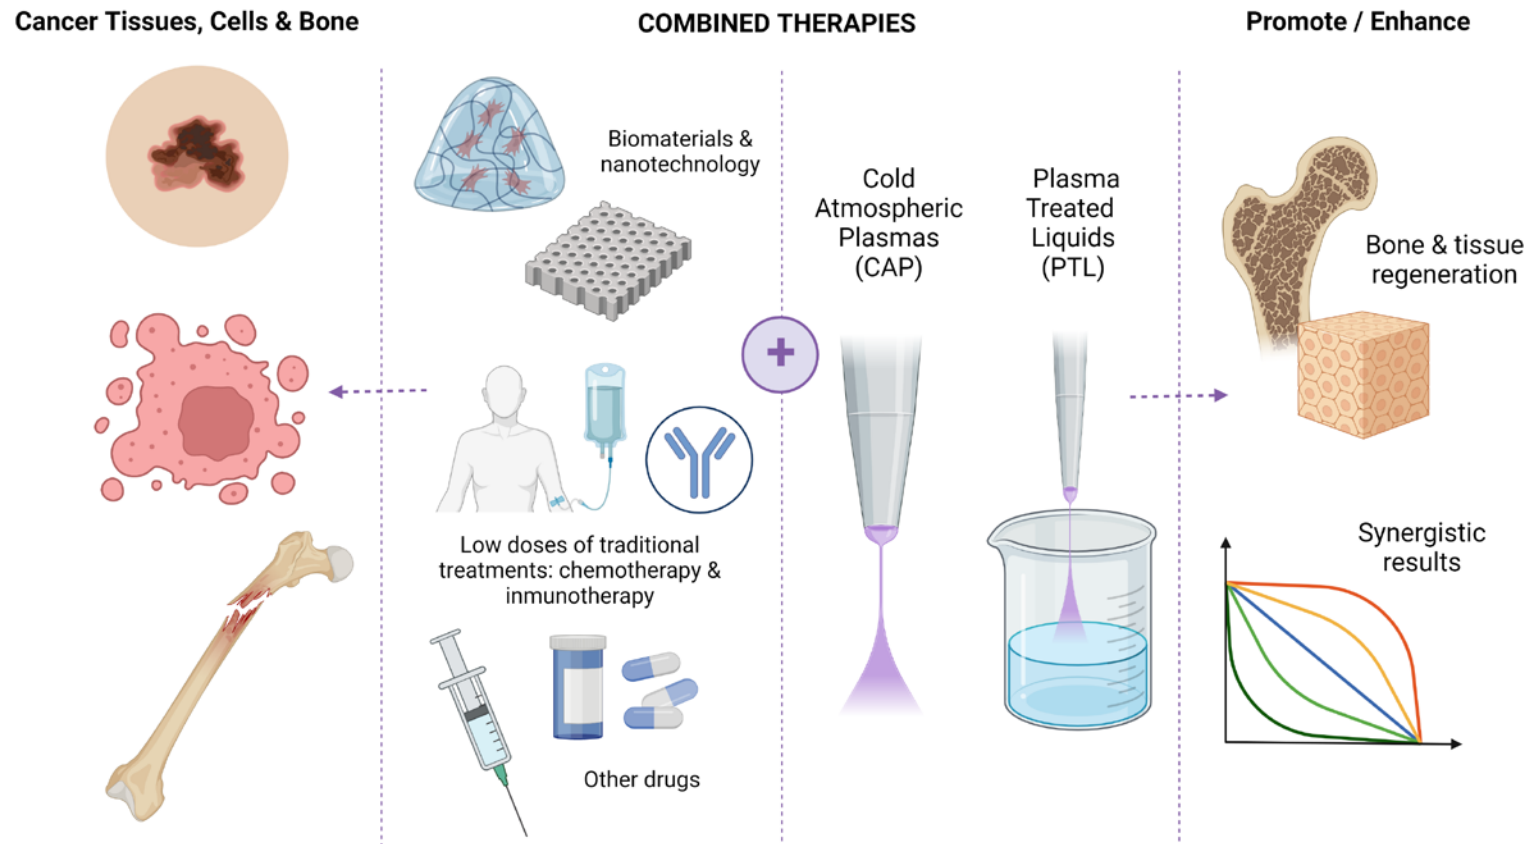 Cancer Tissues, Cells & Bone
COMBINED THERAPIES
Promote / Enhance
Biomaterials &
nanotechnology
Low doses of traditional
treatments: chemotherapy &
inmunotherapy
Other drugs
+
Cold
Atmospheric
Plasmas
(CAP)
Plasma
Treated
Liquids
(PTL)
Bone & tissue
regeneration
Synergistic
results